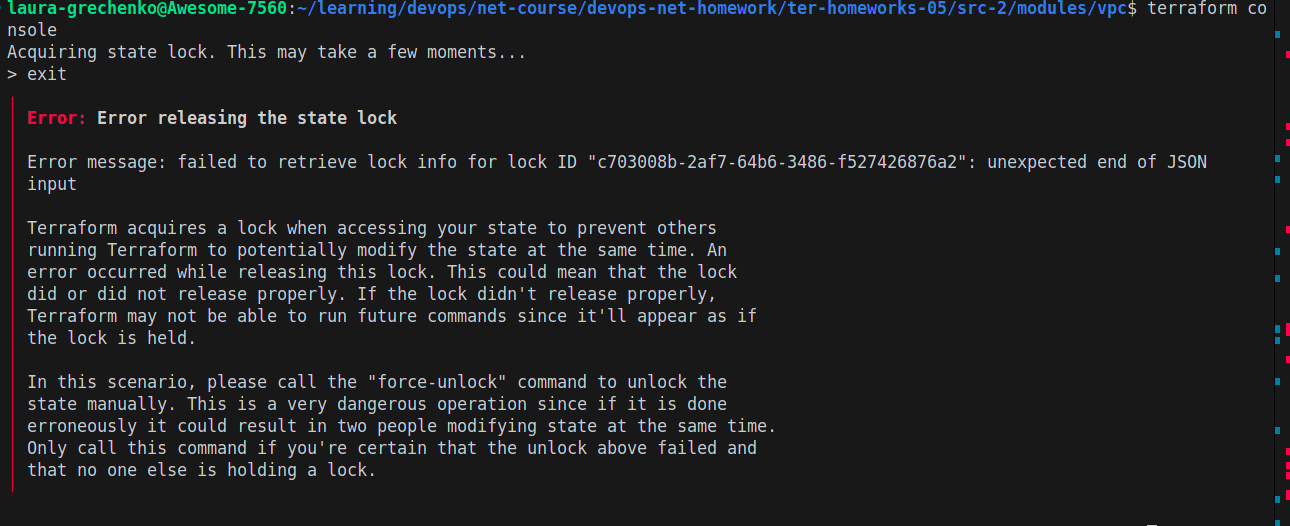 laura-grechenko@Awesome-7560:~/learning/devops/net-course/devops-net-homework/ter-homeworks-05/src-2/modules/vpc$ terraform co
nsole
Acquiring state lock. This may take a few moments...
> exit
Error: Error releasing the state lock
Error message: failed to retrieve lock info for lock ID "c703008b-2af7-64b6-3486-f527426876a2": unexpected end of JSON
input
Terraform acquires a lock when accessing your state to prevent others
running Terraform to potentially modify the state at the same time. An
error occurred while releasing this lock. This could mean that the lock
did or did not release properly. If the lock didn't release properly,
Terraform may not be able to run future commands since it'll appear as if
the lock is held.
In this scenario, please call the "force-unlock" command to unlock the
state manually. This is a very dangerous operation since if it is done
erroneously it could result in two people modifying state at the same time.
Only call this command if you're certain that the unlock above failed and
that no one else is holding a lock.